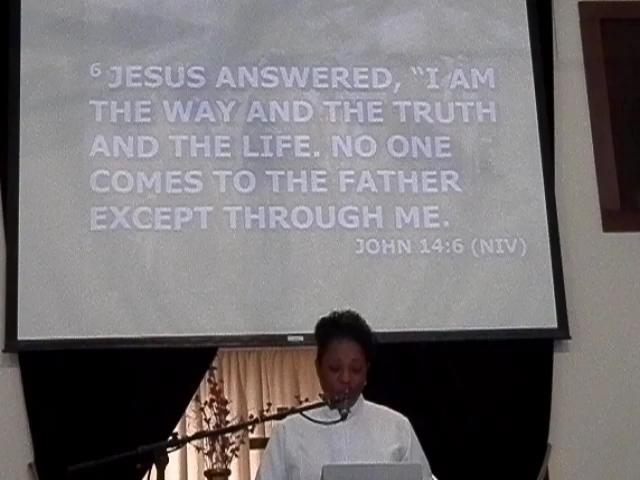 6 JESUS ANSWERED, “I AM
THE WAY AND THE TRUTH
AND THE LIFE. NO ONE
COMES TO THE FATHER
EXCEPT THROUGH ME.
JOHN 14:6 (NIV)